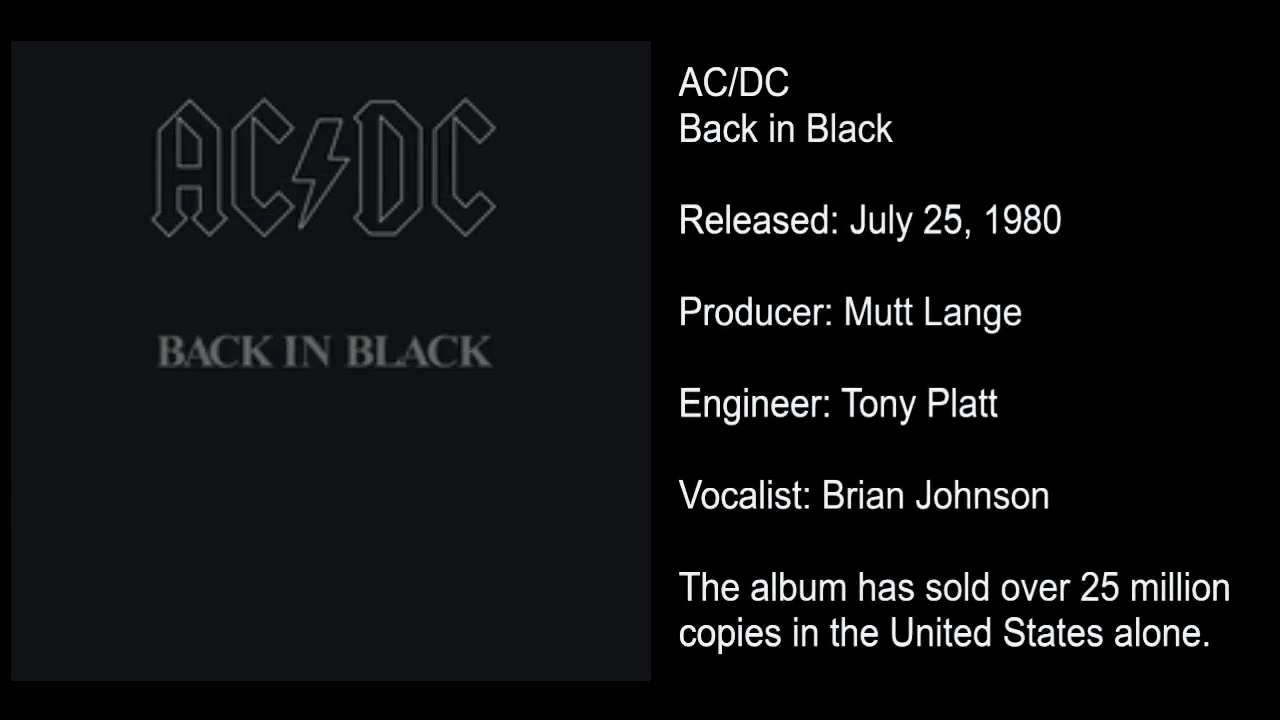 AC/DC
BACK IN BLACK
AC/DC
Back in Black
Released: July 25, 1980
Producer: Mutt Lange
Engineer: Tony Platt
Vocalist: Brian Johnson
The album has sold over 25 million
copies in the United States alone.